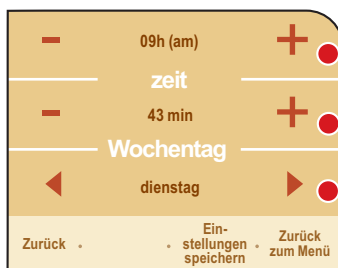 09h (am)
zeit
43 min
Wochentag
dienstag
Zurück
Ein-
stellungen
speichern
Zurück
zum Menü